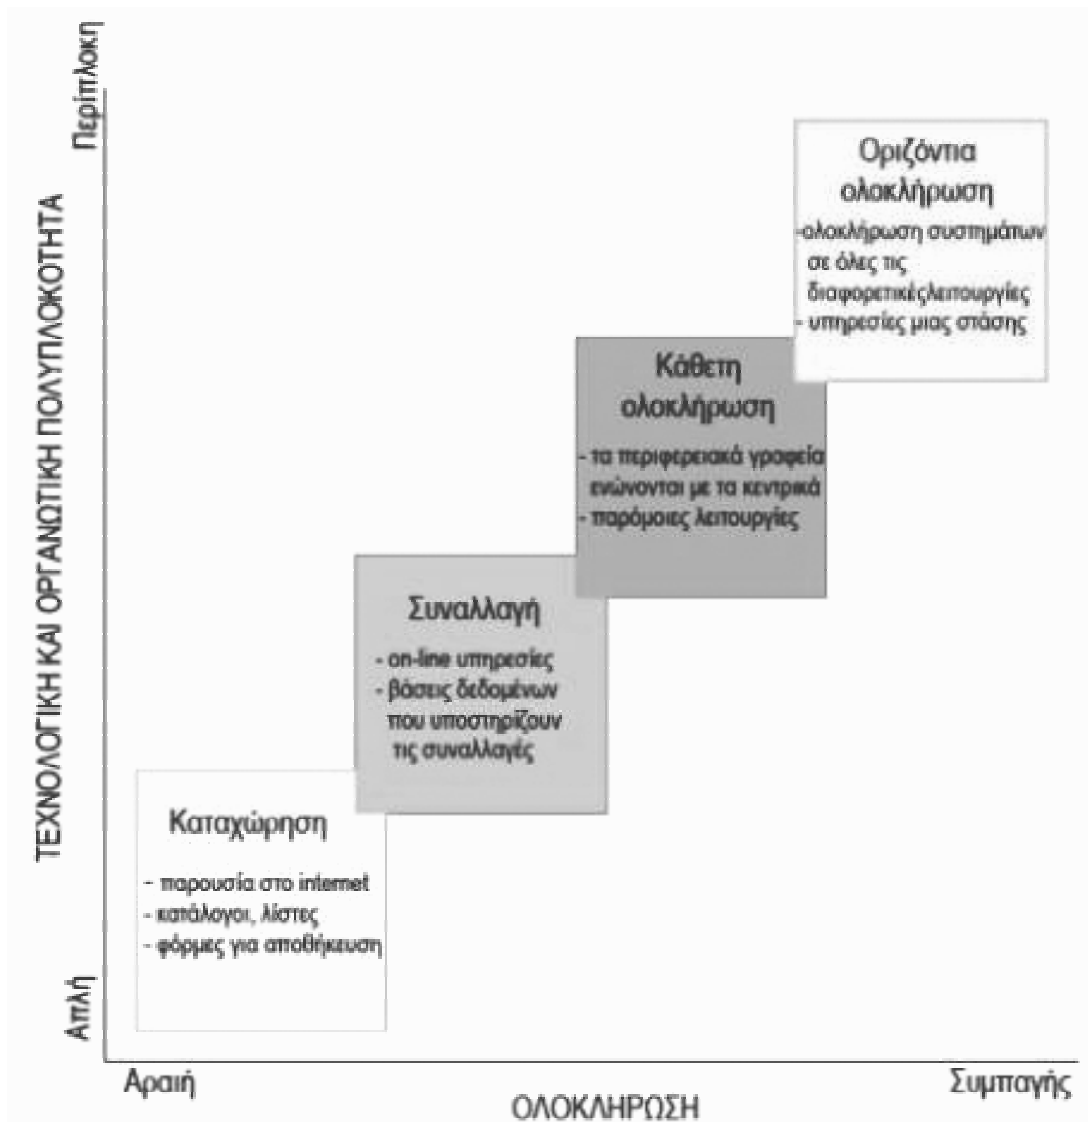 Περίπλοκη
ΤΕΧΝΟΛΟΓΙΚΗ ΚΑΙ ΟΡΓΑΝΩΤΙΚΗ ΠΟΛΥΠΛΟΚΟΤΗΤΑ
Απλή
Οριζόντια
ολοκλήρωση
-ολοκλήρωση συστημάτων
σε όλες τις
διαφορετικέςλειτουργίες
- υπηρεσίες μιας στάσης
Κάθετη
ολοκλήρωση
- τα περιφερειακά γραφεία
ενώνονται με τα κεντρικά
- παρόμοιες λειτουργίες
Συναλλαγή
- on-line υπηρεσίες
- βάσεις δεδομένων
που υποστηρίζουν
τις συναλλαγές
Καταχώρηση
- παρουσία στο internet
- κατάλογοι, λίστες
- φόρμες για αποθήκευση
Αραιή
Συμπαγής
ΟΛΟΚΛΗΡΩΣΗ